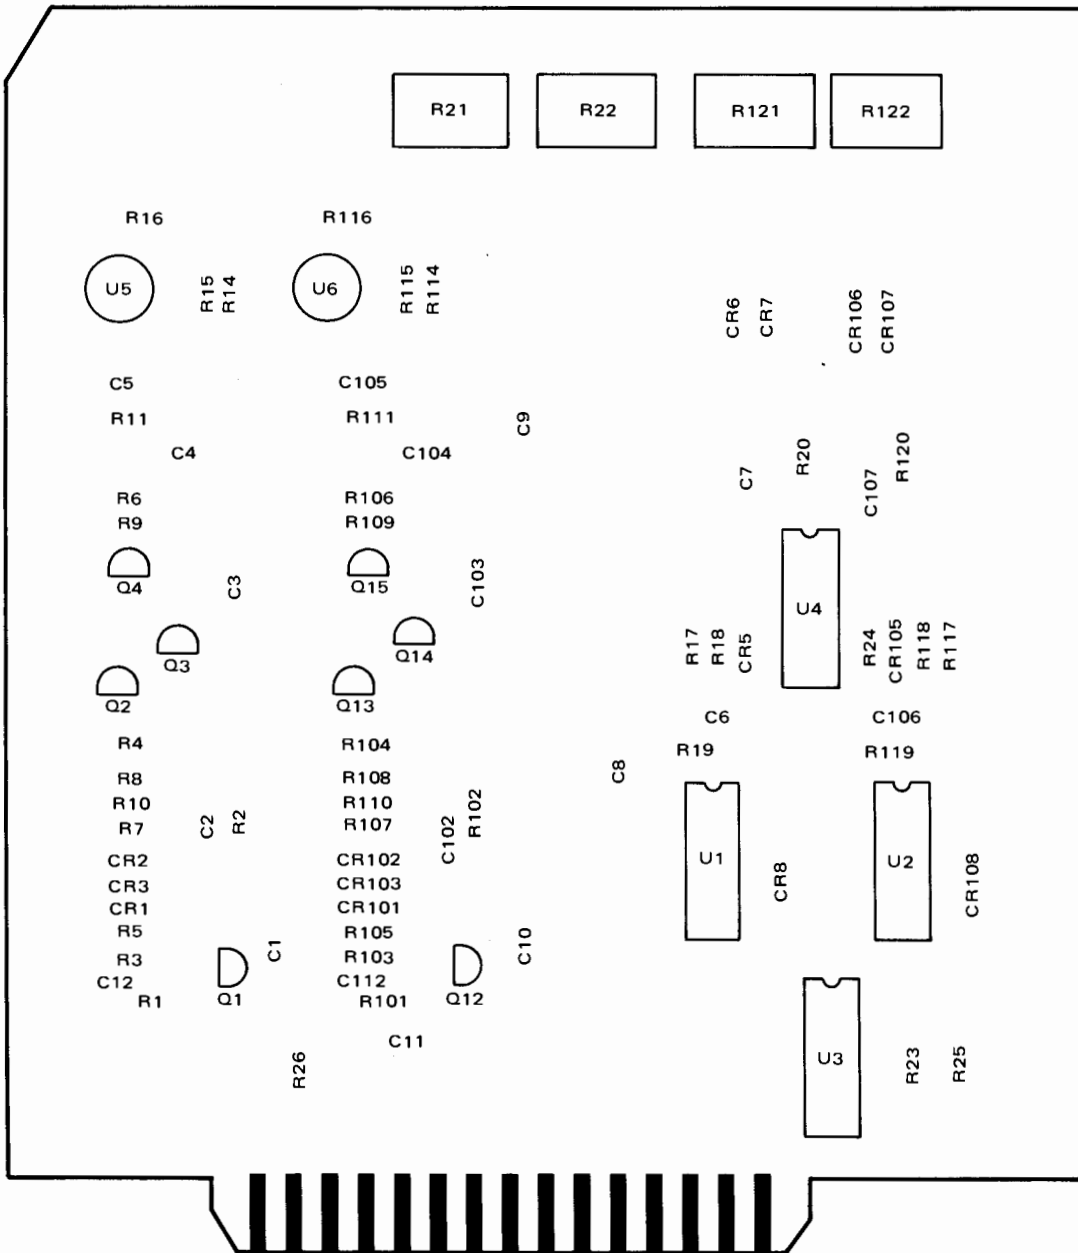 R21 R22 R121 R122
R16 R116
U5 R15 R14 U6 R115 R114
CR6 CR7 CR106 CR107
C5 C105
R11 R111 C9
C4 C104 C7 R20 C107 R120
R6 R106
R9 R109
Q4 C3 Q15 C103
U4
Q3 Q14 R17 R18 CR5 R24 CR105 R118 R117
Q2 Q13
C6 C106
R4 R104 R19 R119
R8 R108 C8
R10 R110
R7 C2 R2 R107 C102 R102
CR2 CR102 U1 U2
CR3 CR103 CR8 CR108
CR1 CR101
R5 R105
R3 C1 R103 C10
C12 C112
R1 Q1 R101 Q12
C11
R26 U3 R23 R25